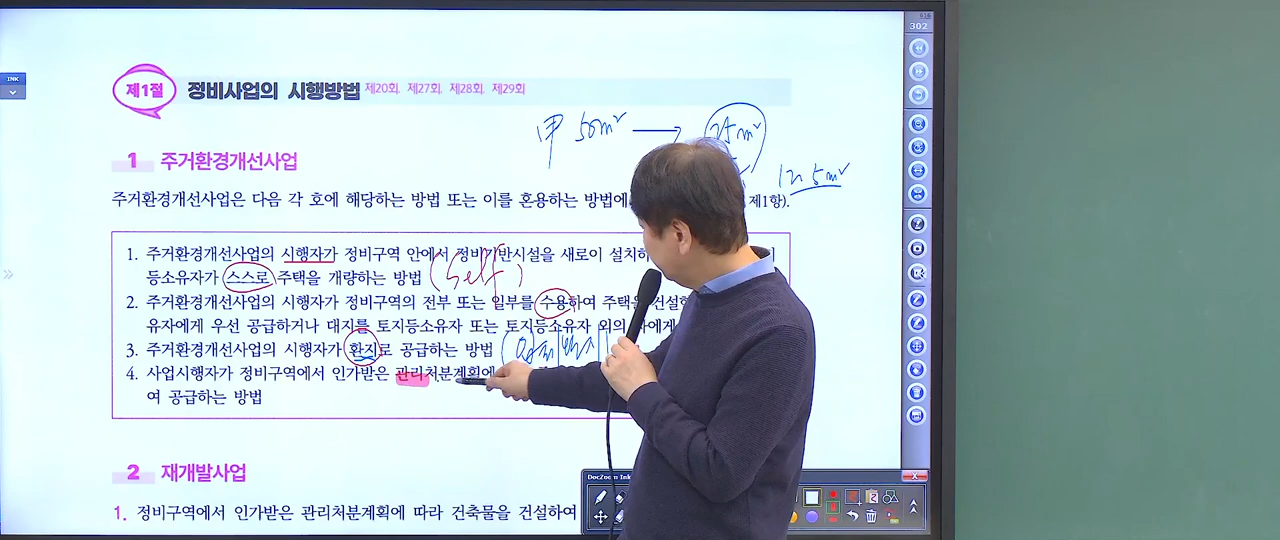 302
INK
제1절 정비사업의 시행방법 제20회, 제27회, 제28회, 제29회
甲 50m² → 25m²
12.5m²
1 주거환경개선사업
주거환경개선사업은 다음 각 호에 해당하는 방법 또는 이를 혼용하는 방법에 제1항).
1. 주거환경개선사업의 시행자가 정비구역 안에서 정비기반시설을 새로이 설치하
등소유자가 스스로 주택을 개량하는 방법 (self)
2. 주거환경개선사업의 시행자가 정비구역의 전부 또는 일부를 수용하여 주택을 건설
유자에게 우선 공급하거나 대지를 토지등소유자 또는 토지등소유자 외의 자에게
3. 주거환경개선사업의 시행자가 환지로 공급하는 방법
4. 사업시행자가 정비구역에서 인가받은 관리처분계획에
여 공급하는 방법
2 재개발사업
1. 정비구역에서 인가받은 관리처분계획에 따라 건축물을 건설하여
DocZoom Ink